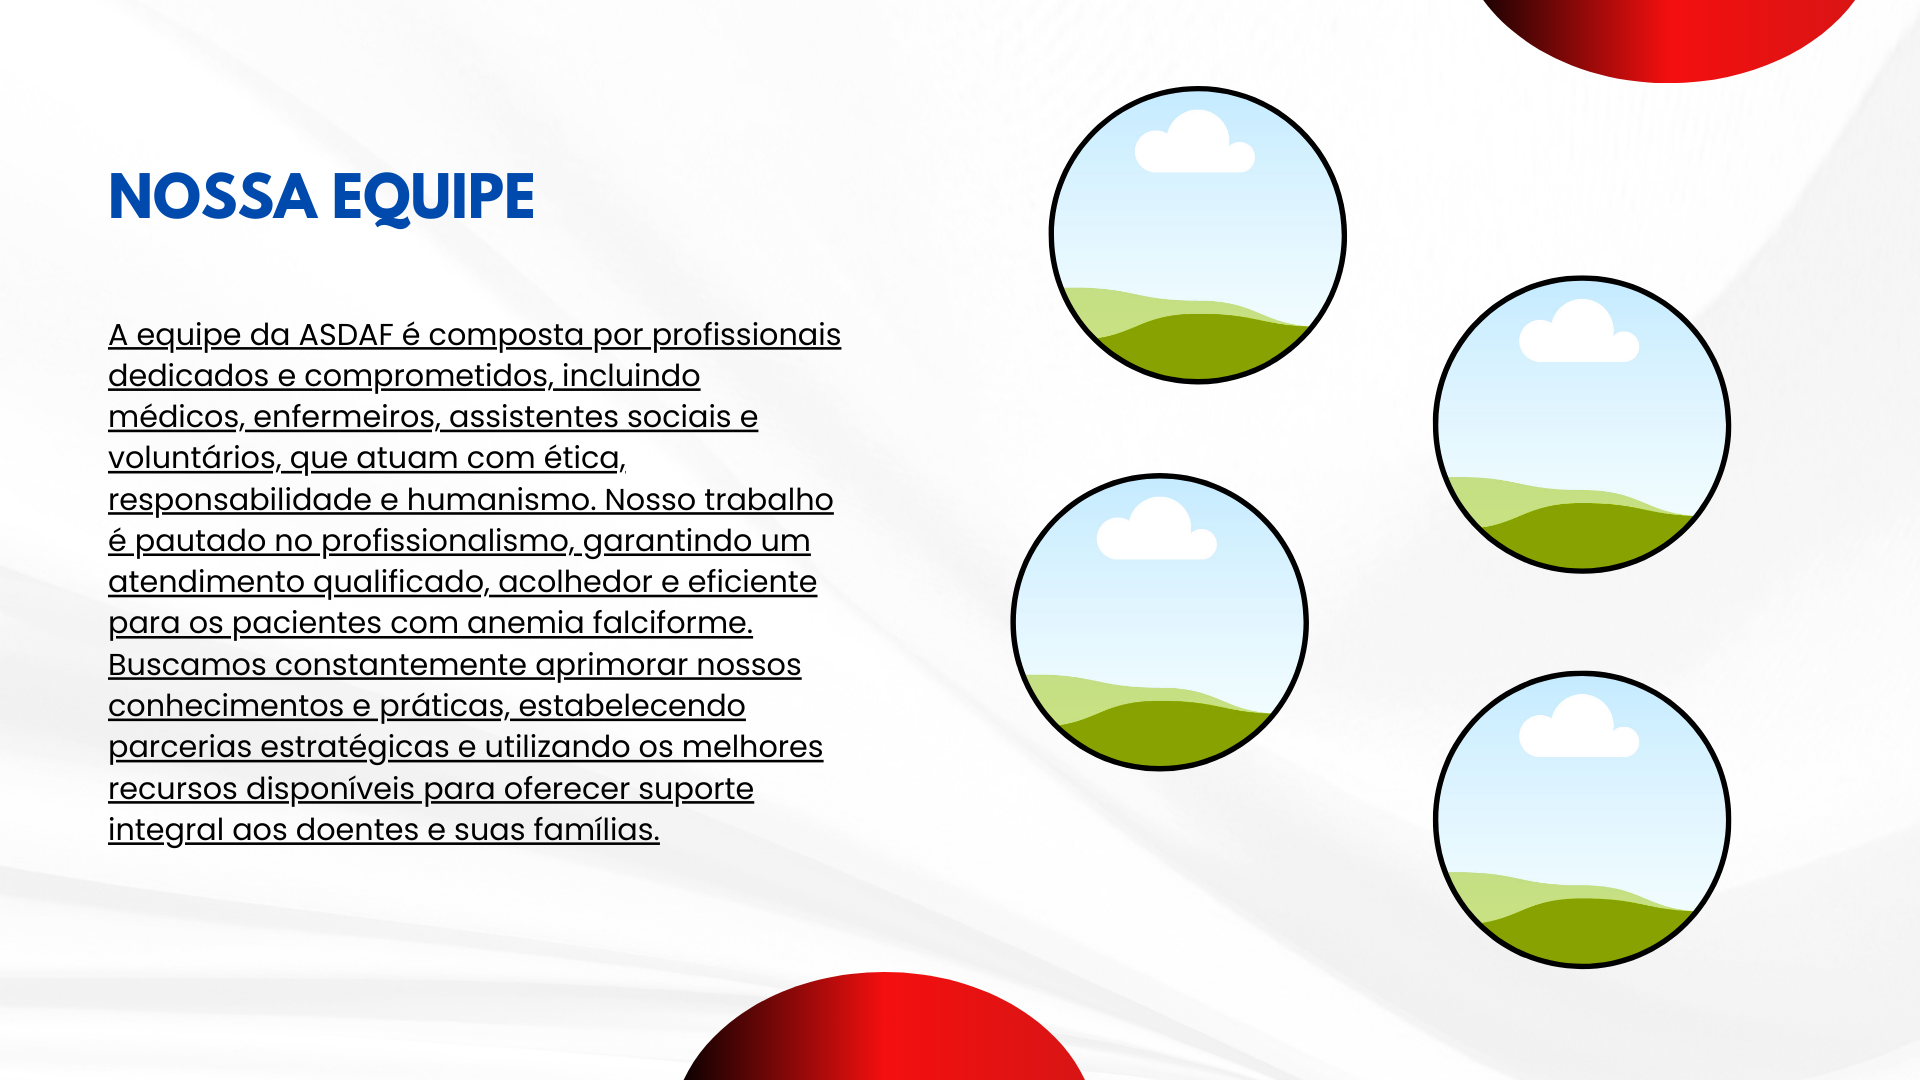 NOSSA EQUIPE
A equipe da ASDAF é composta por profissionais
dedicados e comprometidos, incluindo
médicos, enfermeiros, assistentes sociais e
voluntários, que atuam com ética,
responsabilidade e humanismo. Nosso trabalho
é pautado no profissionalismo, garantindo um
atendimento qualificado, acolhedor e eficiente
para os pacientes com anemia falciforme.
Buscamos constantemente aprimorar nossos
conhecimentos e práticas, estabelecendo
parcerias estratégicas e utilizando os melhores
recursos disponíveis para oferecer suporte
integral aos doentes e suas famílias.